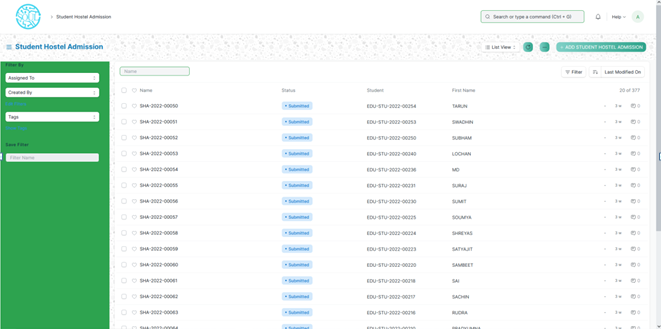 Student Hostel Admission
Search or type a command (Ctrl + G)
Help
A
Student Hostel Admission
List View
+ ADD STUDENT HOSTEL ADMISSION
Filter By
Assigned To
Created By
Tags
Save Filter
Filter Name
Name
Filter
Last Modified On
Name Status Student First Name 20 of 377
SHA-2022-00050 Submitted EDU-STU-2022-00254 TARUN 0
SHA-2022-00051 Submitted EDU-STU-2022-00253 SWADHIN 0
SHA-2022-00052 Submitted EDU-STU-2022-00250 SUBHAM 0
SHA-2022-00053 Submitted EDU-STU-2022-00240 LOCHAN 0
SHA-2022-00054 Submitted EDU-STU-2022-00236 MD 0
SHA-2022-00055 Submitted EDU-STU-2022-00231 SURAJ 0
SHA-2022-00056 Submitted EDU-STU-2022-00230 SUMIT 0
SHA-2022-00057 Submitted EDU-STU-2022-00225 SOUMYA 0
SHA-2022-00058 Submitted EDU-STU-2022-00224 SHREYAS 0
SHA-2022-00059 Submitted EDU-STU-2022-00223 SATYAJIT 0
SHA-2022-00060 Submitted EDU-STU-2022-00220 SAMBEET 0
SHA-2022-00061 Submitted EDU-STU-2022-00218 SAI 0
SHA-2022-00062 Submitted EDU-STU-2022-00217 SACHIN 0
SHA-2022-00063 Submitted EDU-STU-2022-00216 RUDRA 0